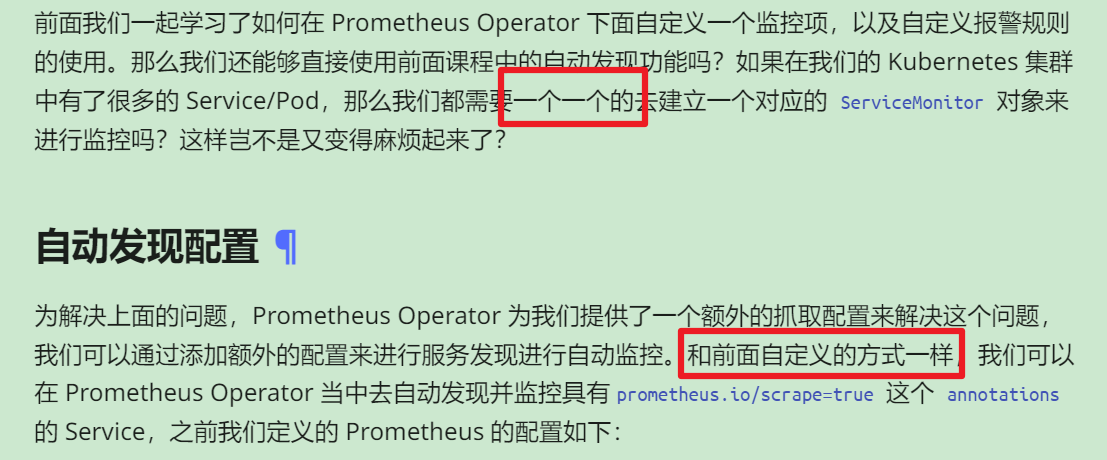 前面我们一起学习了如何在 Prometheus Operator 下面自定义一个监控项，以及自定义报警规则
的使用。那么我们还能够直接使用前面课程中的自动发现功能吗？如果在我们的 Kubernetes 集群
中有了很多的 Service/Pod，那么我们都需要一个一个的去建立一个对应的 ServiceMonitor 对象来
进行监控吗？这样岂不是又变得麻烦起来了？
自动发现配置 ¶
为解决上面的问题，Prometheus Operator 为我们提供了一个额外的抓取配置来解决这个问题，
我们可以通过添加额外的配置来进行服务发现进行自动监控。和前面自定义的方式一样，我们可以
在 Prometheus Operator 当中去自动发现并监控具有 prometheus.io/scrape=true 这个 annotations
的 Service，之前我们定义的 Prometheus 的配置如下：